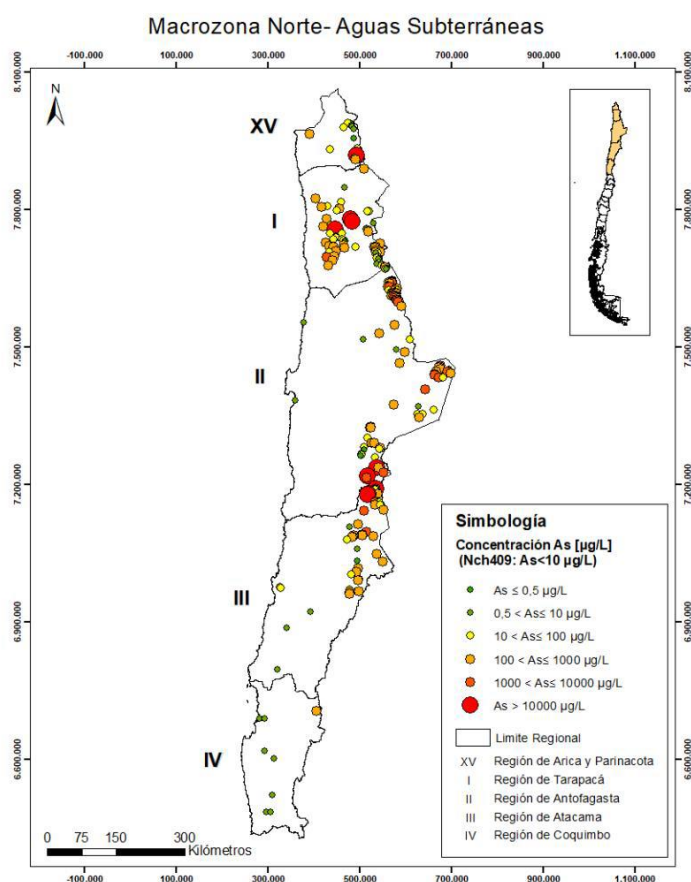 Macrozona Norte- Aguas Subterráneas
-100.000 100.000 300.000 500.000 700.000 900.000 1.100.000
8.100.000 8.100.000
N
XV
7.800.000 7.800.000
I
7.500.000 7.500.000
II
7.200.000 7.200.000
III
6.900.000 6.900.000
IV
6.600.000 6.600.000
Simbología
Concentración As [µg/L]
(Nch409: As<10 µg/L)
As ≤ 0,5 µg/L
0,5 < As≤ 10 µg/L
10 < As≤ 100 µg/L
100 < As≤ 1000 µg/L
1000 < As≤ 10000 µg/L
As > 10000 µg/L
Limite Regional
XV Región de Arica y Parinacota
I Región de Tarapacá
II Región de Antofagasta
III Región de Atacama
IV Región de Coquimbo
0 75 150 300
Kilómetros
-100.000 100.000 300.000 500.000 700.000 900.000 1.100.000